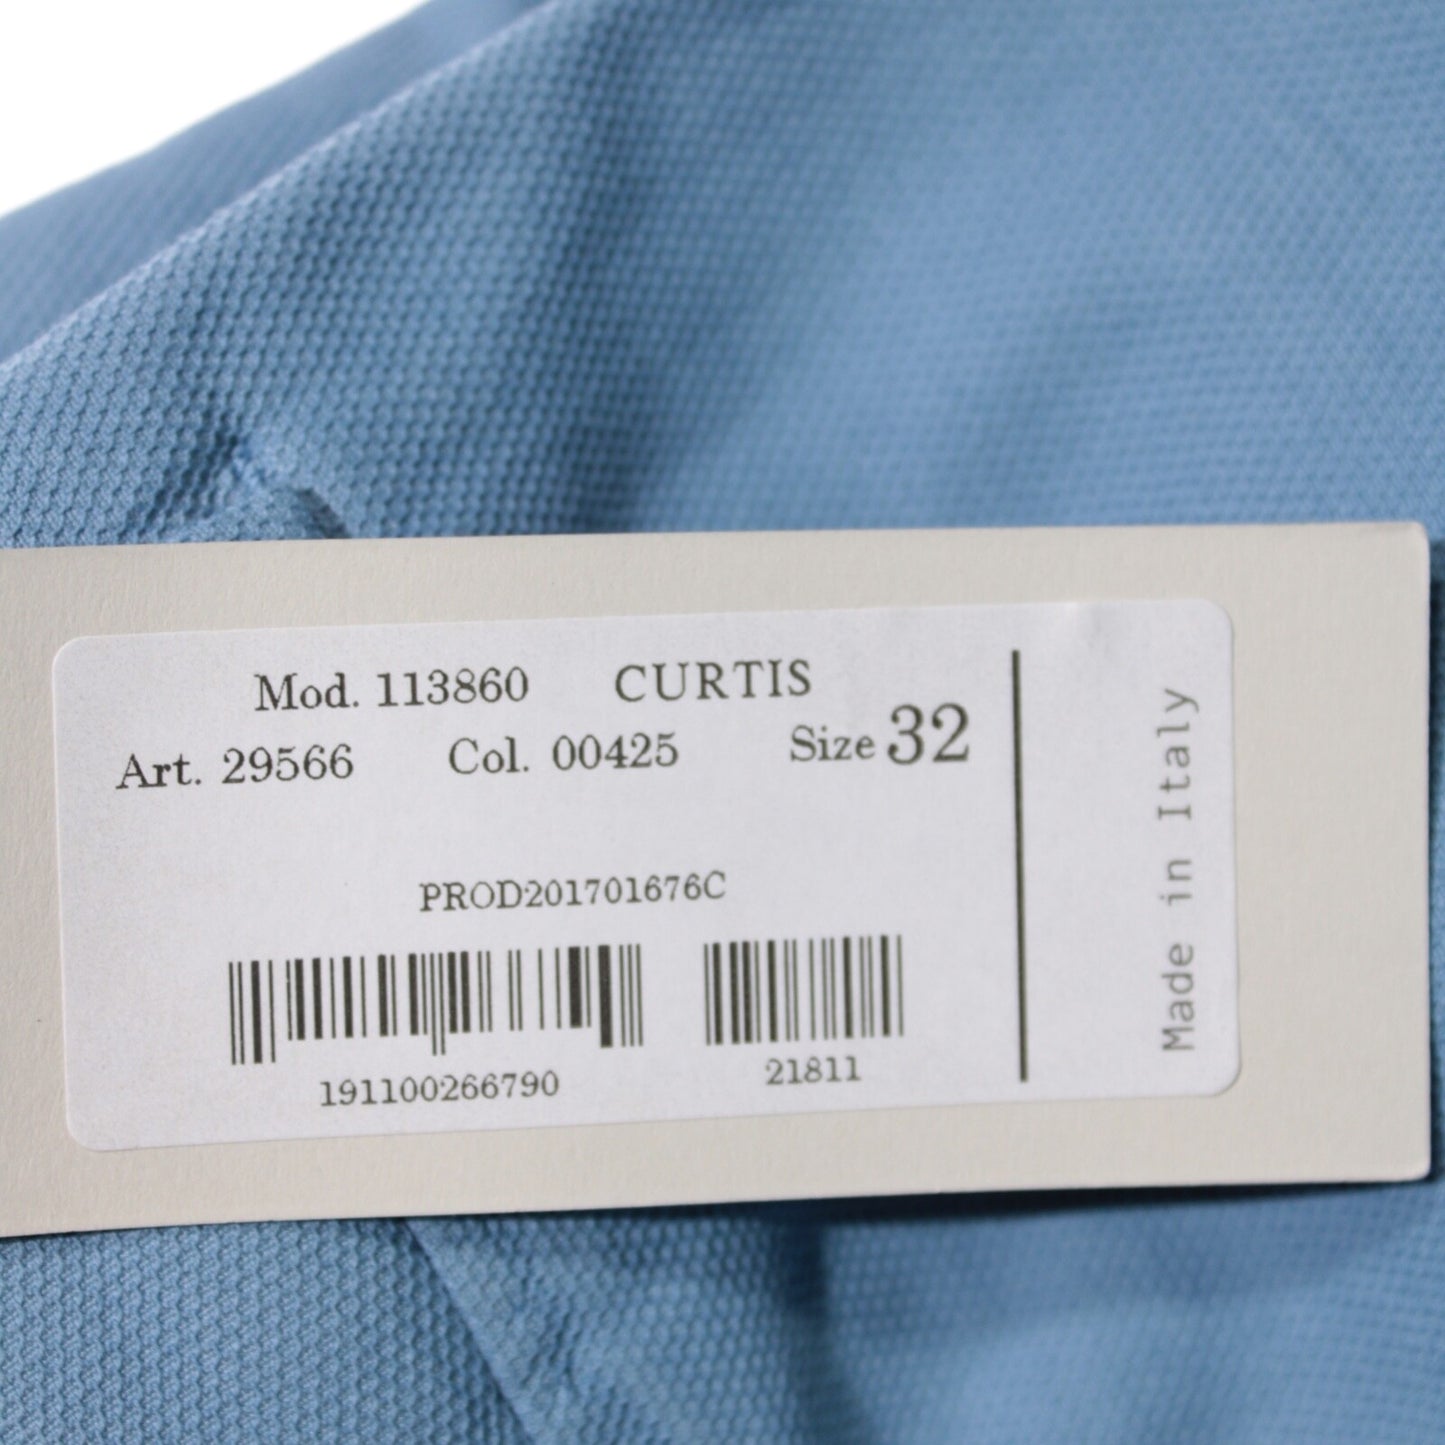 Mod. 113860 CURTIS
Art. 29566 Col. 00425 Size 32
PROD201701676C
191100266790 21811
Made in Italy